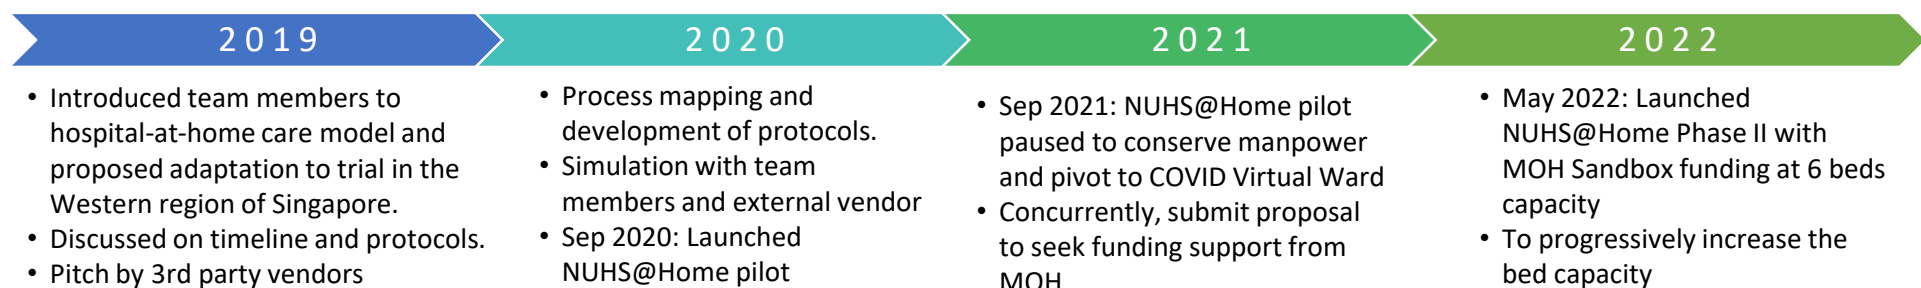 2019
2020
2021
2022
• Introduced team members to
hospital-at-home care model and
proposed adaptation to trial in the
Western region of Singapore.
• Discussed on timeline and protocols.
• Pitch by 3rd party vendors
• Process mapping and
development of protocols.
• Simulation with team
members and external vendor
• Sep 2020: Launched
NUHS@Home pilot
• Sep 2021: NUHS@Home pilot
paused to conserve manpower
and pivot to COVID Virtual Ward
• Concurrently, submit proposal
to seek funding support from
MOH
• May 2022: Launched
NUHS@Home Phase II with
MOH Sandbox funding at 6 beds
capacity
• To progressively increase the
bed capacity